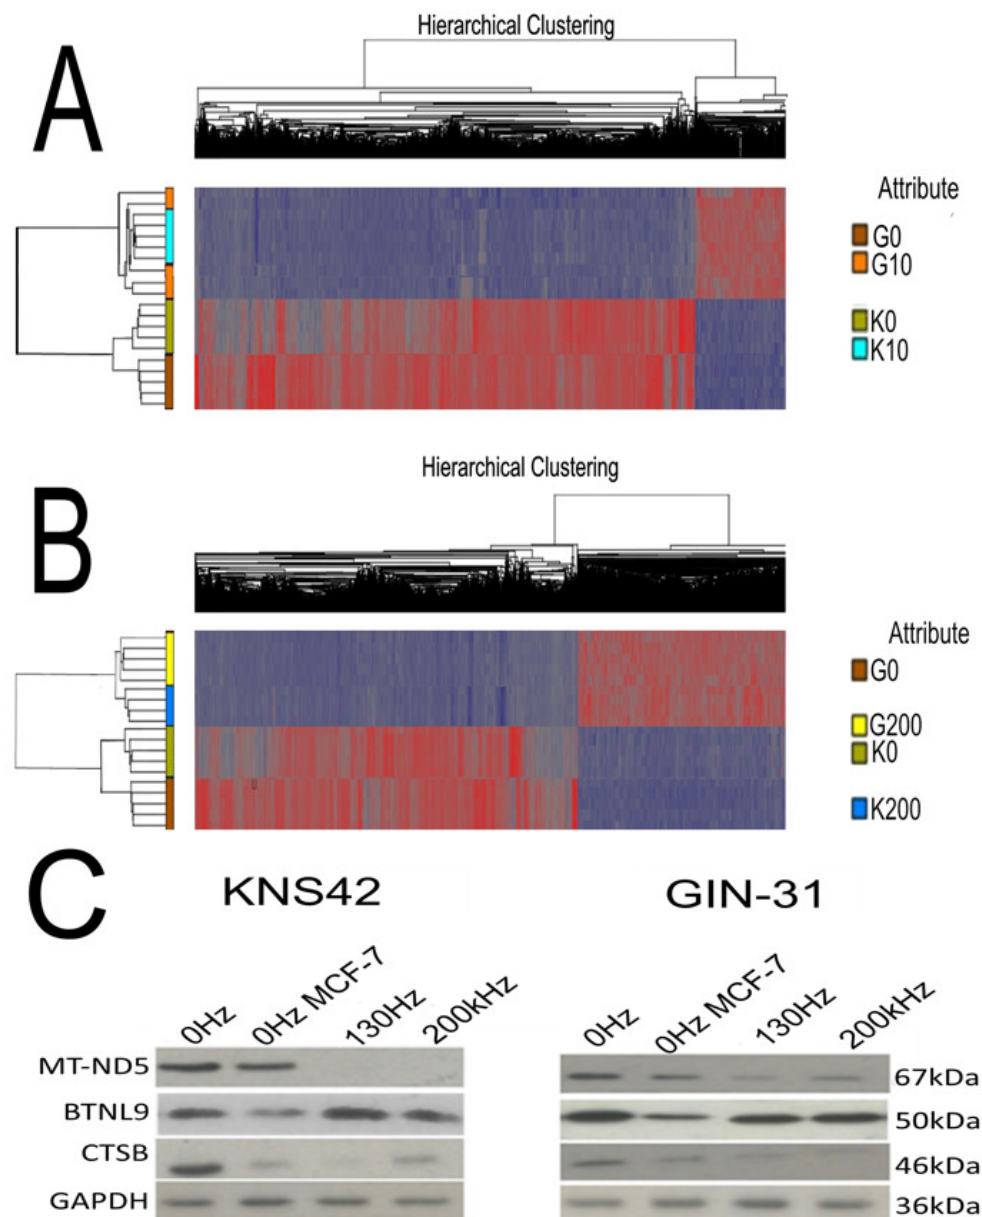 A
Hierarchical Clustering
Attribute
G0
G10
K0
K10
B
Hierarchical Clustering
Attribute
G0
G200
K0
K200
C
KNS42 GIN-31
0Hz 0Hz MCF-7 130Hz 200kHz 0Hz 0Hz MCF-7 130Hz 200kHz
MT-ND5 67kDa
BTNL9 50kDa
CTSB 46kDa
GAPDH 36kDa